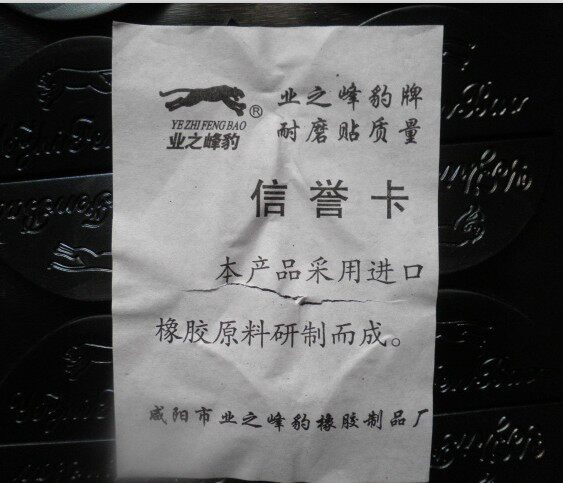 YE ZHI FENG BAO ®
业之峰豹
业之峰豹牌
耐磨贴质量
信誉卡
本产品采用进口
橡胶原料研制而成。
咸阳市业之峰豹橡胶制品厂